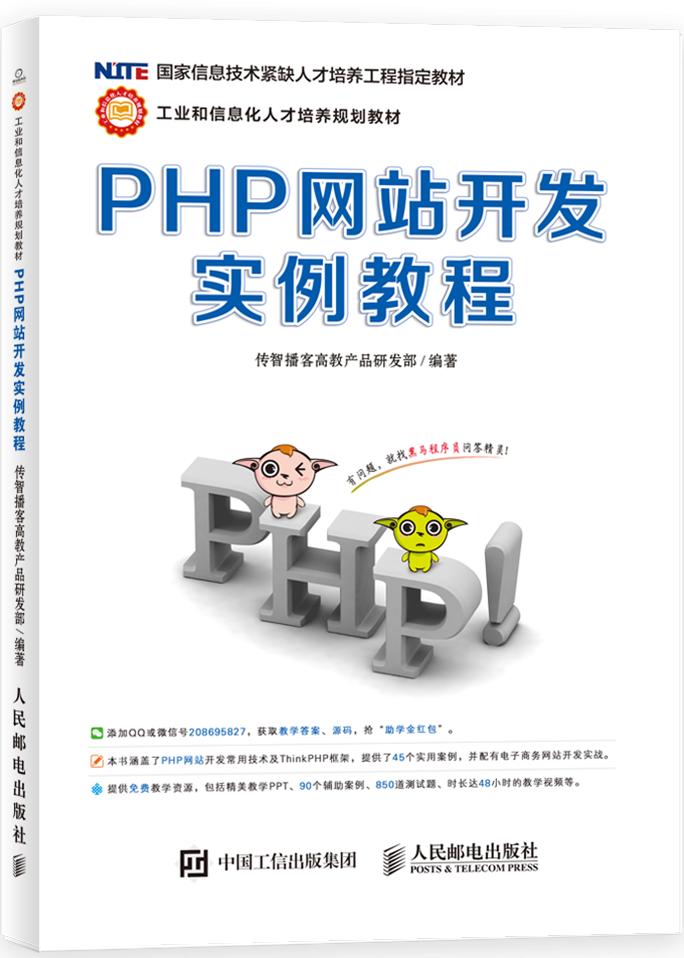 NITE 国家信息技术紧缺人才培养工程指定教材
工业和信息化人才培养规划教材
PHP网站开发
实例教程
传智播客高教产品研发部/编著
有问题，就找黑马程序员问答精灵!
PHP!
添加QQ或微信号208695827，获取教学答案、源码，抢“助学金红包”。
本书涵盖了PHP网站开发常用技术及ThinkPHP框架，提供了45个实用案例，并配有电子商务网站开发实战。
提供免费教学资源，包括精美教学PPT、90个辅助案例、850道测试题、时长达48小时的教学视频等。
中国工信出版集团
人民邮电出版社
POSTS & TELECOM PRESS
工业和信息化人才培养规划教材
PHP网站开发实例教程
传智播客高教产品研发部/编著
人民邮电出版社